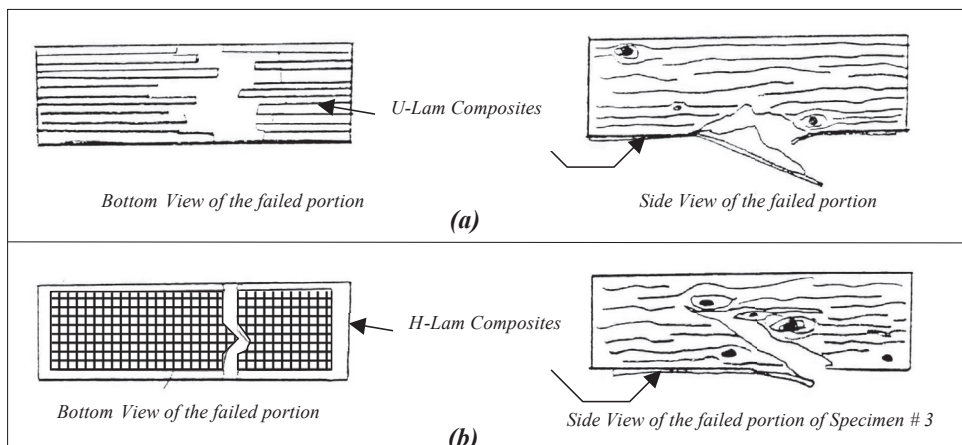 U-Lam Composites
Bottom View of the failed portion
Side View of the failed portion
(a)
H-Lam Composites
Bottom View of the failed portion
Side View of the failed portion of Specimen # 3
(b)